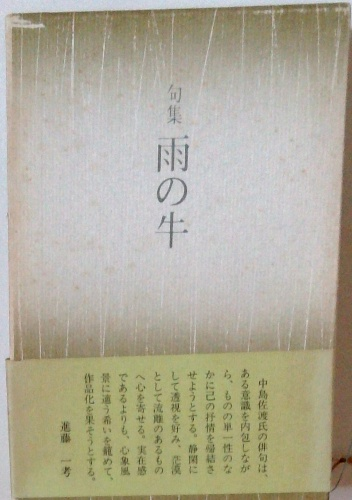 句集
雨の牛
中島佐渡氏の俳句は、
ある意識を内包しなが
ら、ものの単一性のな
かに己の抒情を帰結さ
せようとする。静閑に
して透視を好み、茫漠
として流離のあるもの
へ心を寄せる。実在感
であるよりも、心象風
景に適う希いを籠めて、
作品化を果そうとする。
進藤一考